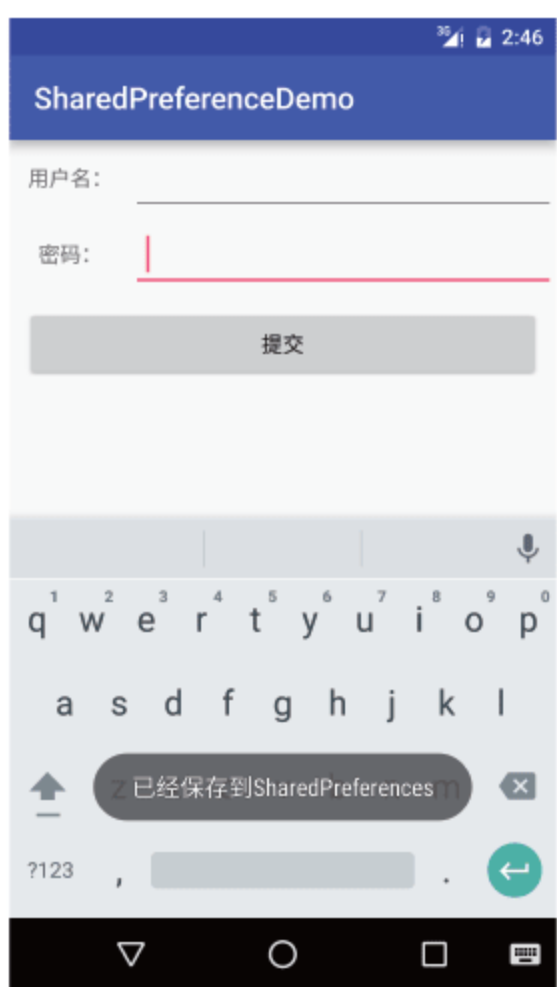 3G 2:46
SharedPreferenceDemo
用户名:
密码:
提交
1 2 3 4 5 6 7 8 9 0
q w e r t y u i o p
a s d f g h j k l
z b m
已经保存到SharedPreferences
?123 , .